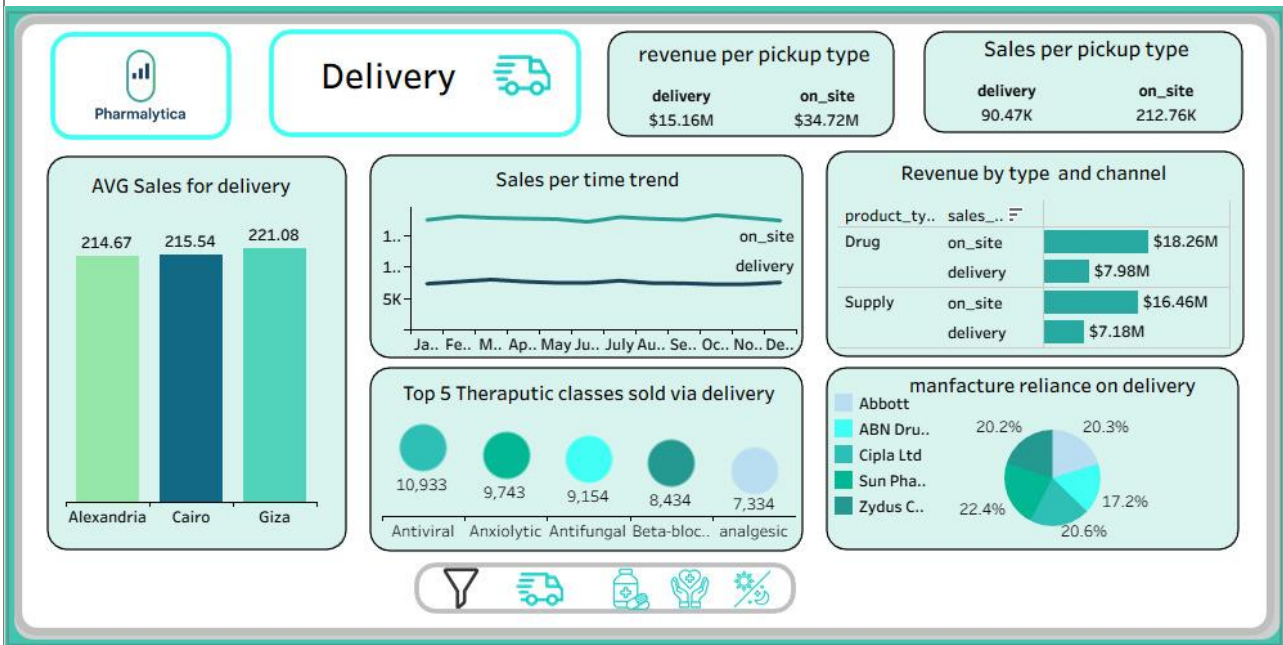 Pharmalytica
Delivery
revenue per pickup type
delivery on_site
$15.16M $34.72M
Sales per pickup type
delivery on_site
90.47K 212.76K
AVG Sales for delivery
214.67 215.54 221.08
Alexandria Cairo Giza
Sales per time trend
1..
1..
5K
on_site
delivery
Ja.. Fe.. M.. Ap.. May Ju.. July Au.. Se.. Oc.. No.. De..
Revenue by type and channel
product_ty.. sales_..
Drug on_site $18.26M
delivery $7.98M
Supply on_site $16.46M
delivery $7.18M
Top 5 Theraputic classes sold via delivery
10,933 9,743 9,154 8,434 7,334
Antiviral Anxiolytic Antifungal Beta-bloc.. analgesic
manfacture reliance on delivery
Abbott
ABN Dru..
Cipla Ltd
Sun Pha..
Zydus C..
20.2% 20.3%
22.4% 17.2%
20.6%